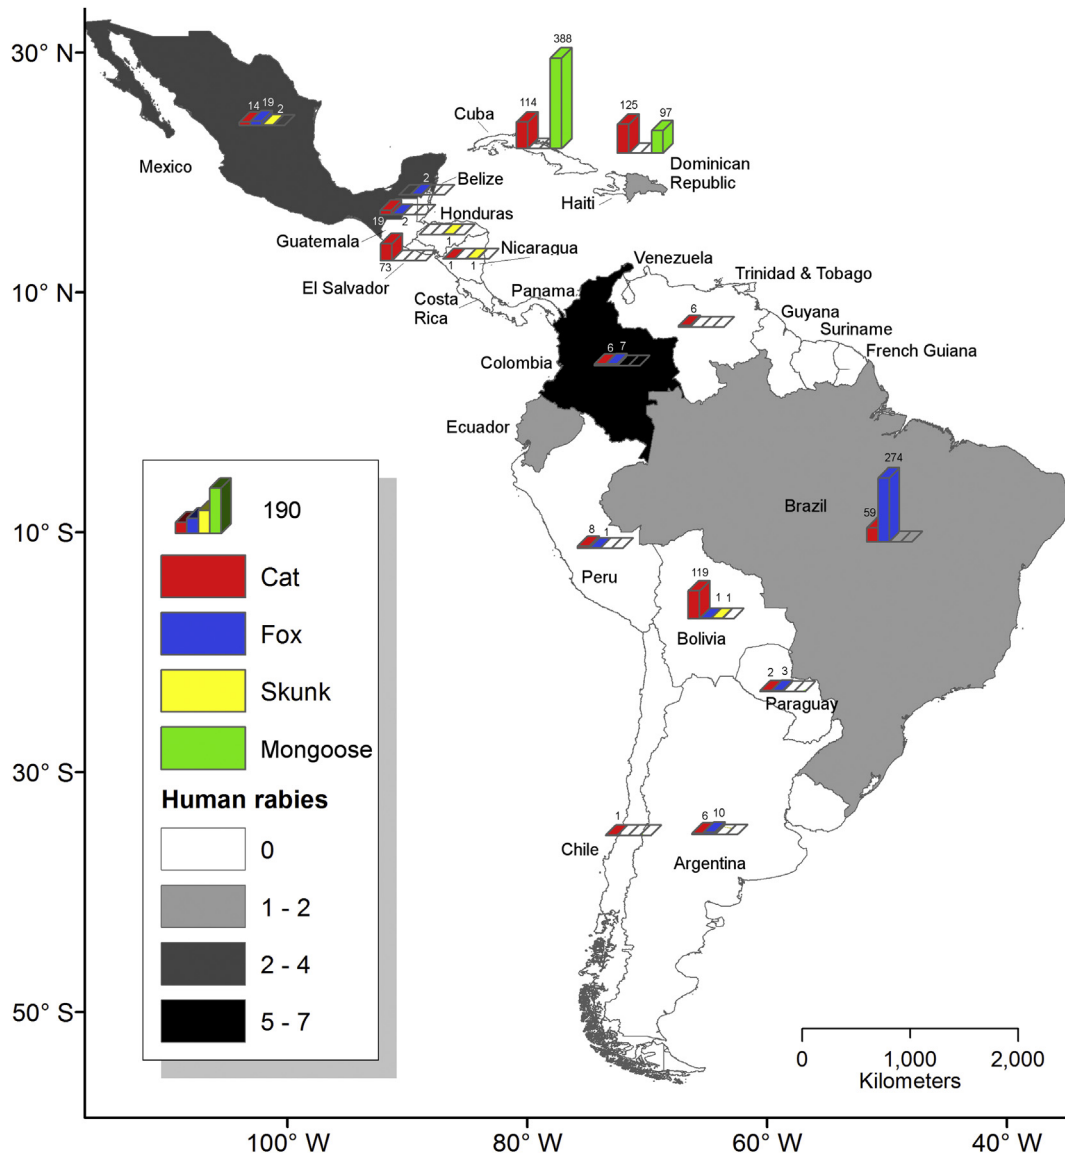 30° N
10° N
10° S
30° S
50° S
100° W
80° W
60° W
40° W
Mexico
14
19
2
Cuba
114
388
125
97
Dominican
Republic
Haiti
Belize
2
Guatemala
19
2
Honduras
1
El Salvador
73
Nicaragua
1
1
Costa
Rica
Panama
Venezuela
6
Trinidad & Tobago
Guyana
Suriname
French Guiana
Colombia
6
7
Ecuador
Brazil
59
274
Peru
8
1
Bolivia
119
1
1
Paraguay
2
3
Chile
1
Argentina
6
10
190
Cat
Fox
Skunk
Mongoose
Human rabies
0
1 - 2
2 - 4
5 - 7
0
1,000
2,000
Kilometers